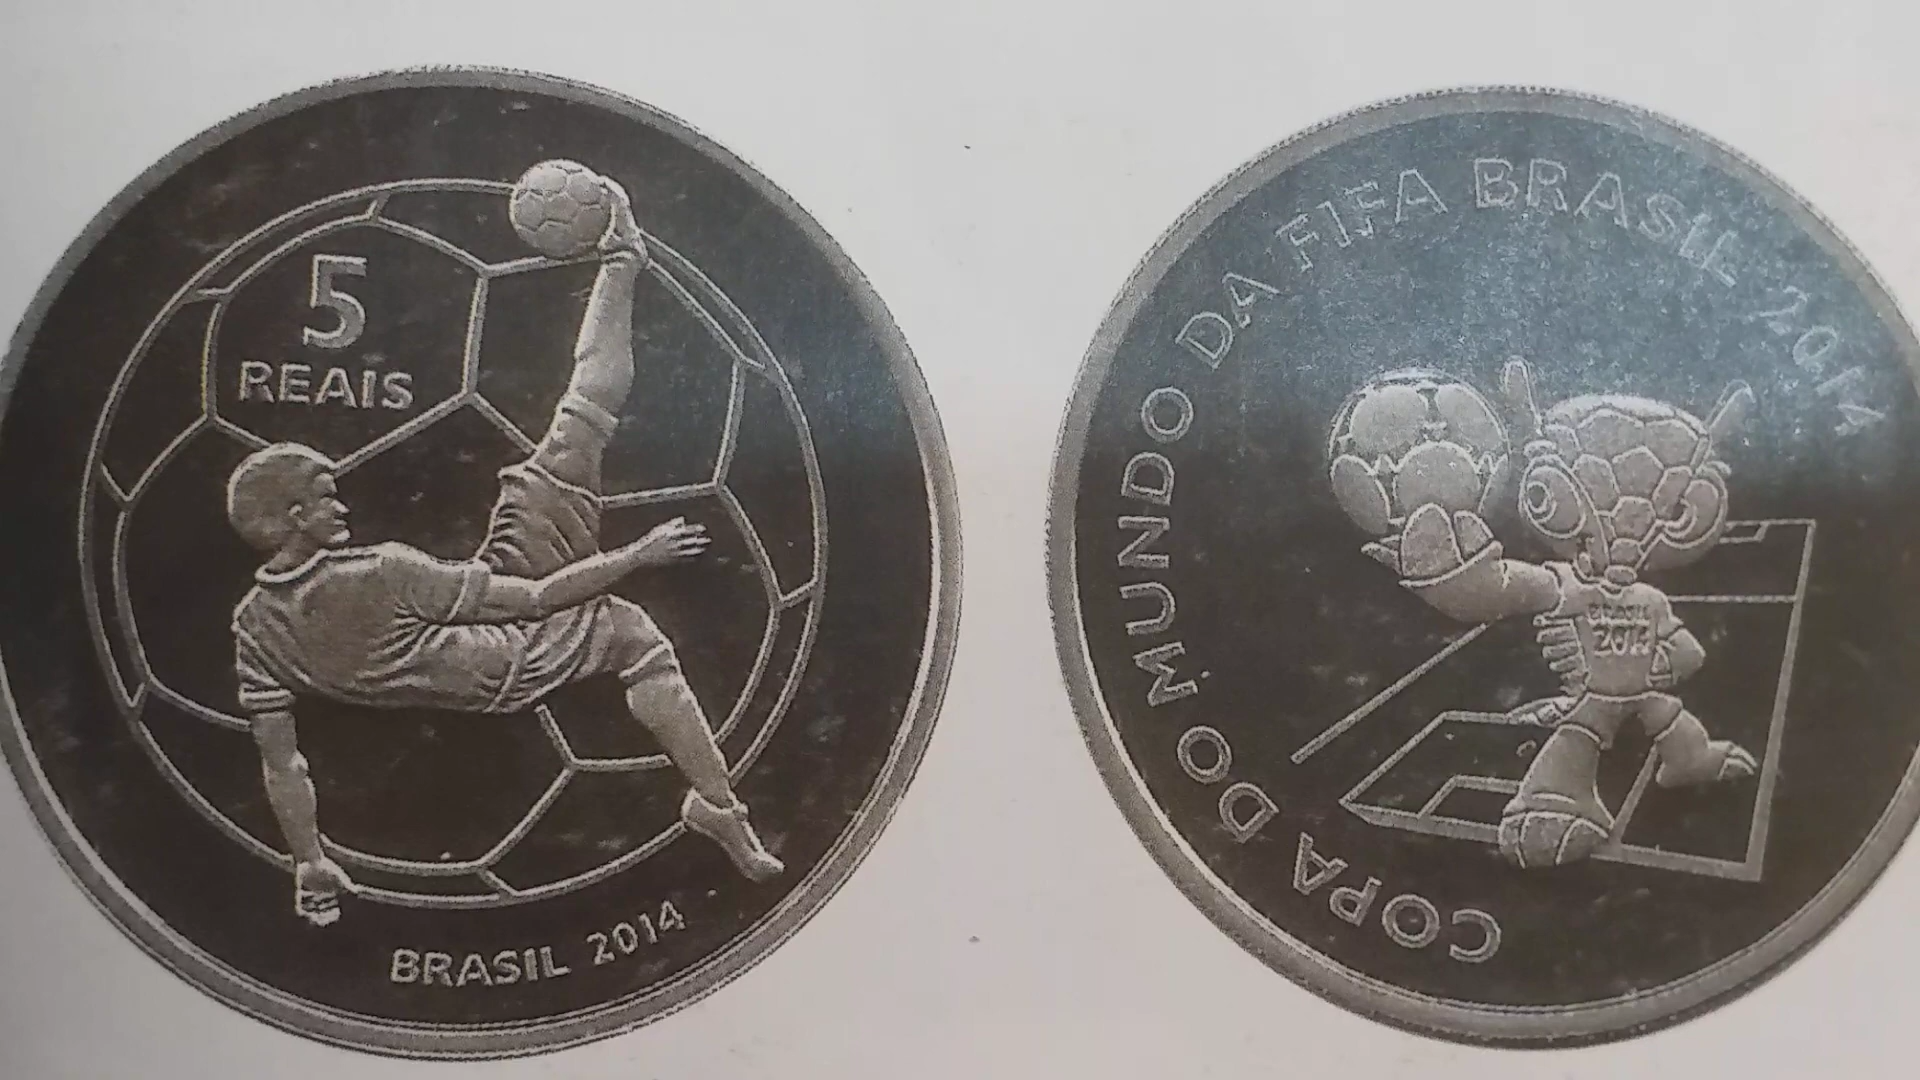 5
REAIS
BRASIL 2014
COPA DO MUNDO DA FIFA BRASIL 2014
BRASIL
2014